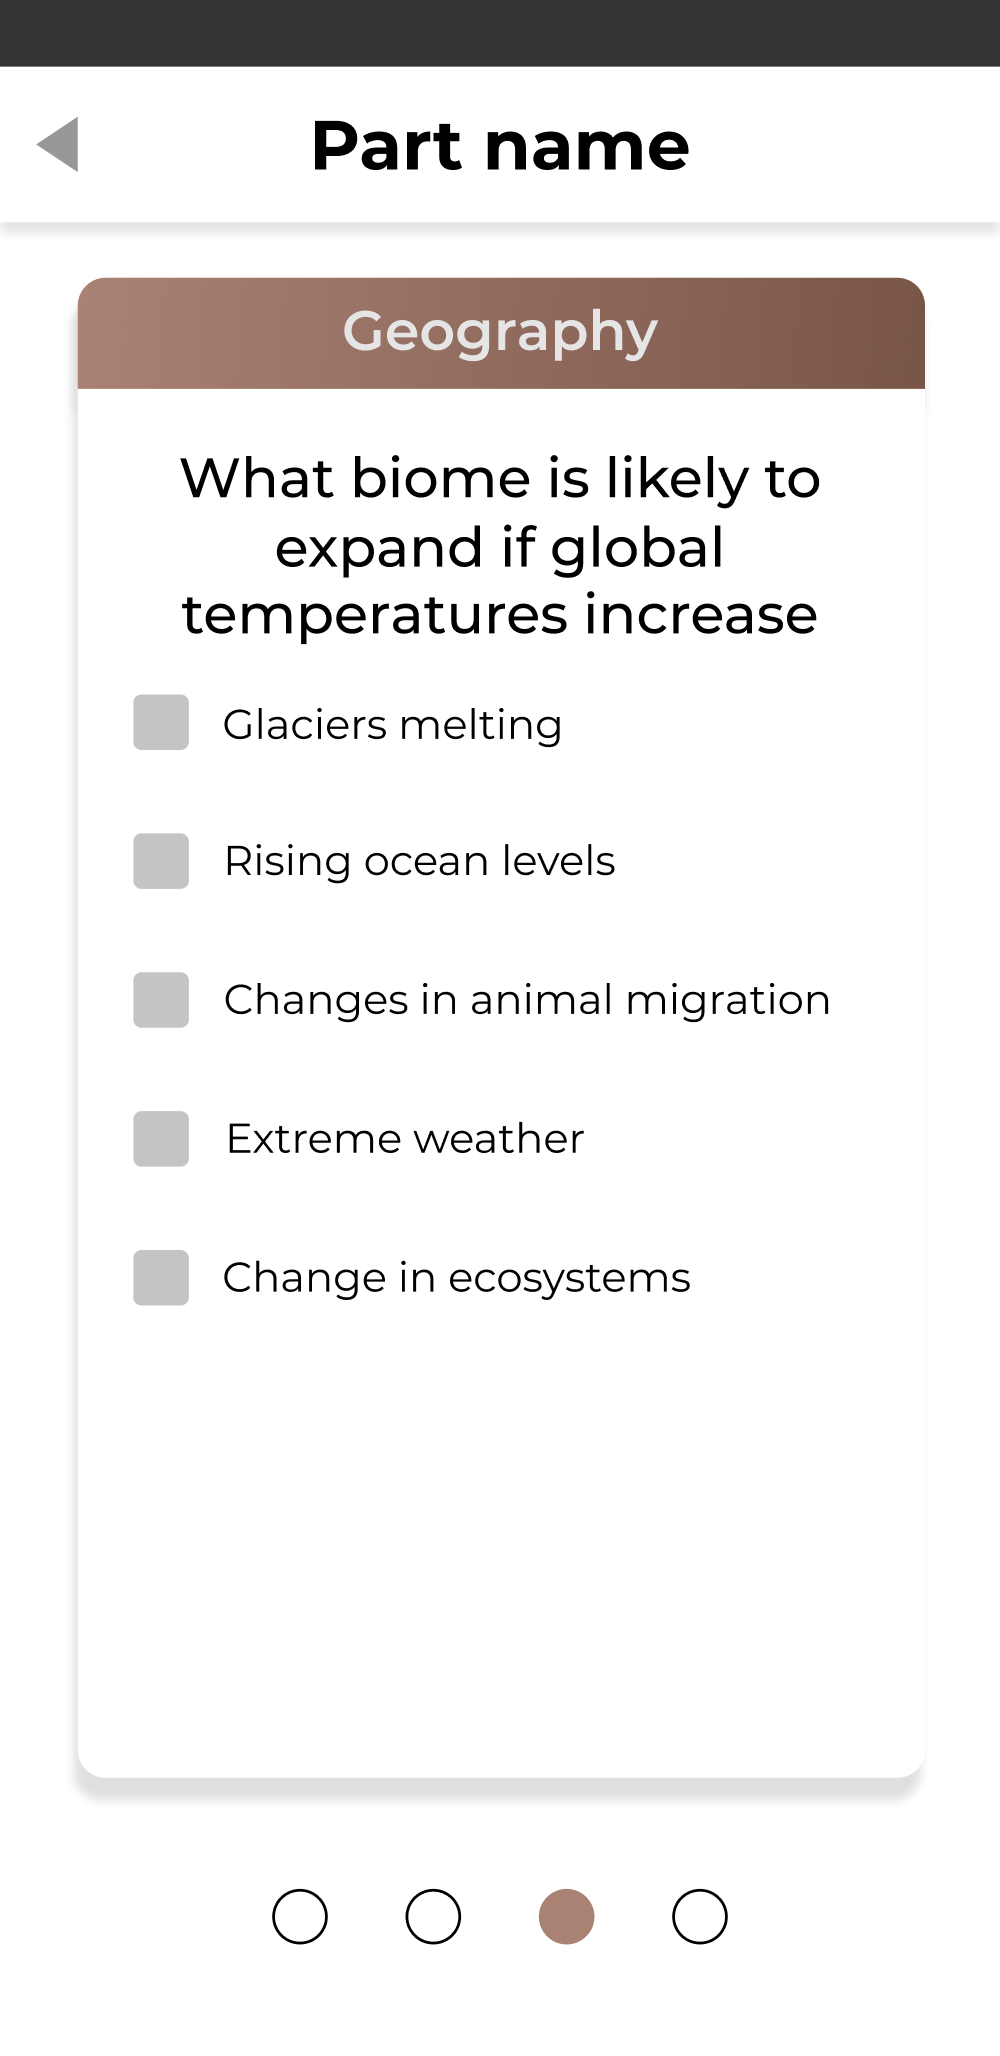 Part name
Geography
What biome is likely to
expand if global
temperatures increase
Glaciers melting
Rising ocean levels
Changes in animal migration
Extreme weather
Change in ecosystems